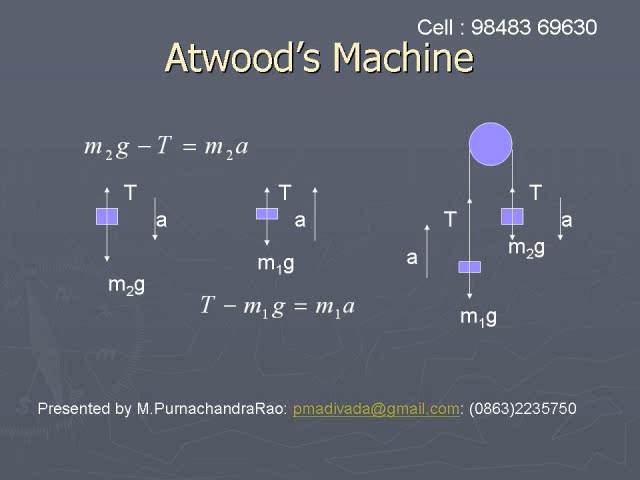 Cell : 98483 69630
Atwood's Machine
m₂g − T = m₂a
T
a
m₂g
T
a
m₁g
T − m₁g = m₁a
T
a
m₂g
T
a
m₁g
Presented by M.PurnachandraRao: pmadivada@gmail.com: (0863)2235750